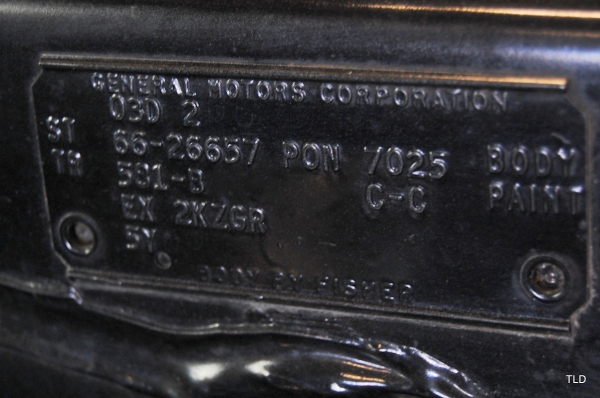 GENERAL MOTORS CORPORATION
03D 2
ST 66-26657 PON 7025 BODY
TR 581-B C-C PAINT
EX 2KZGR
5Y
BODY BY FISHER
TLD